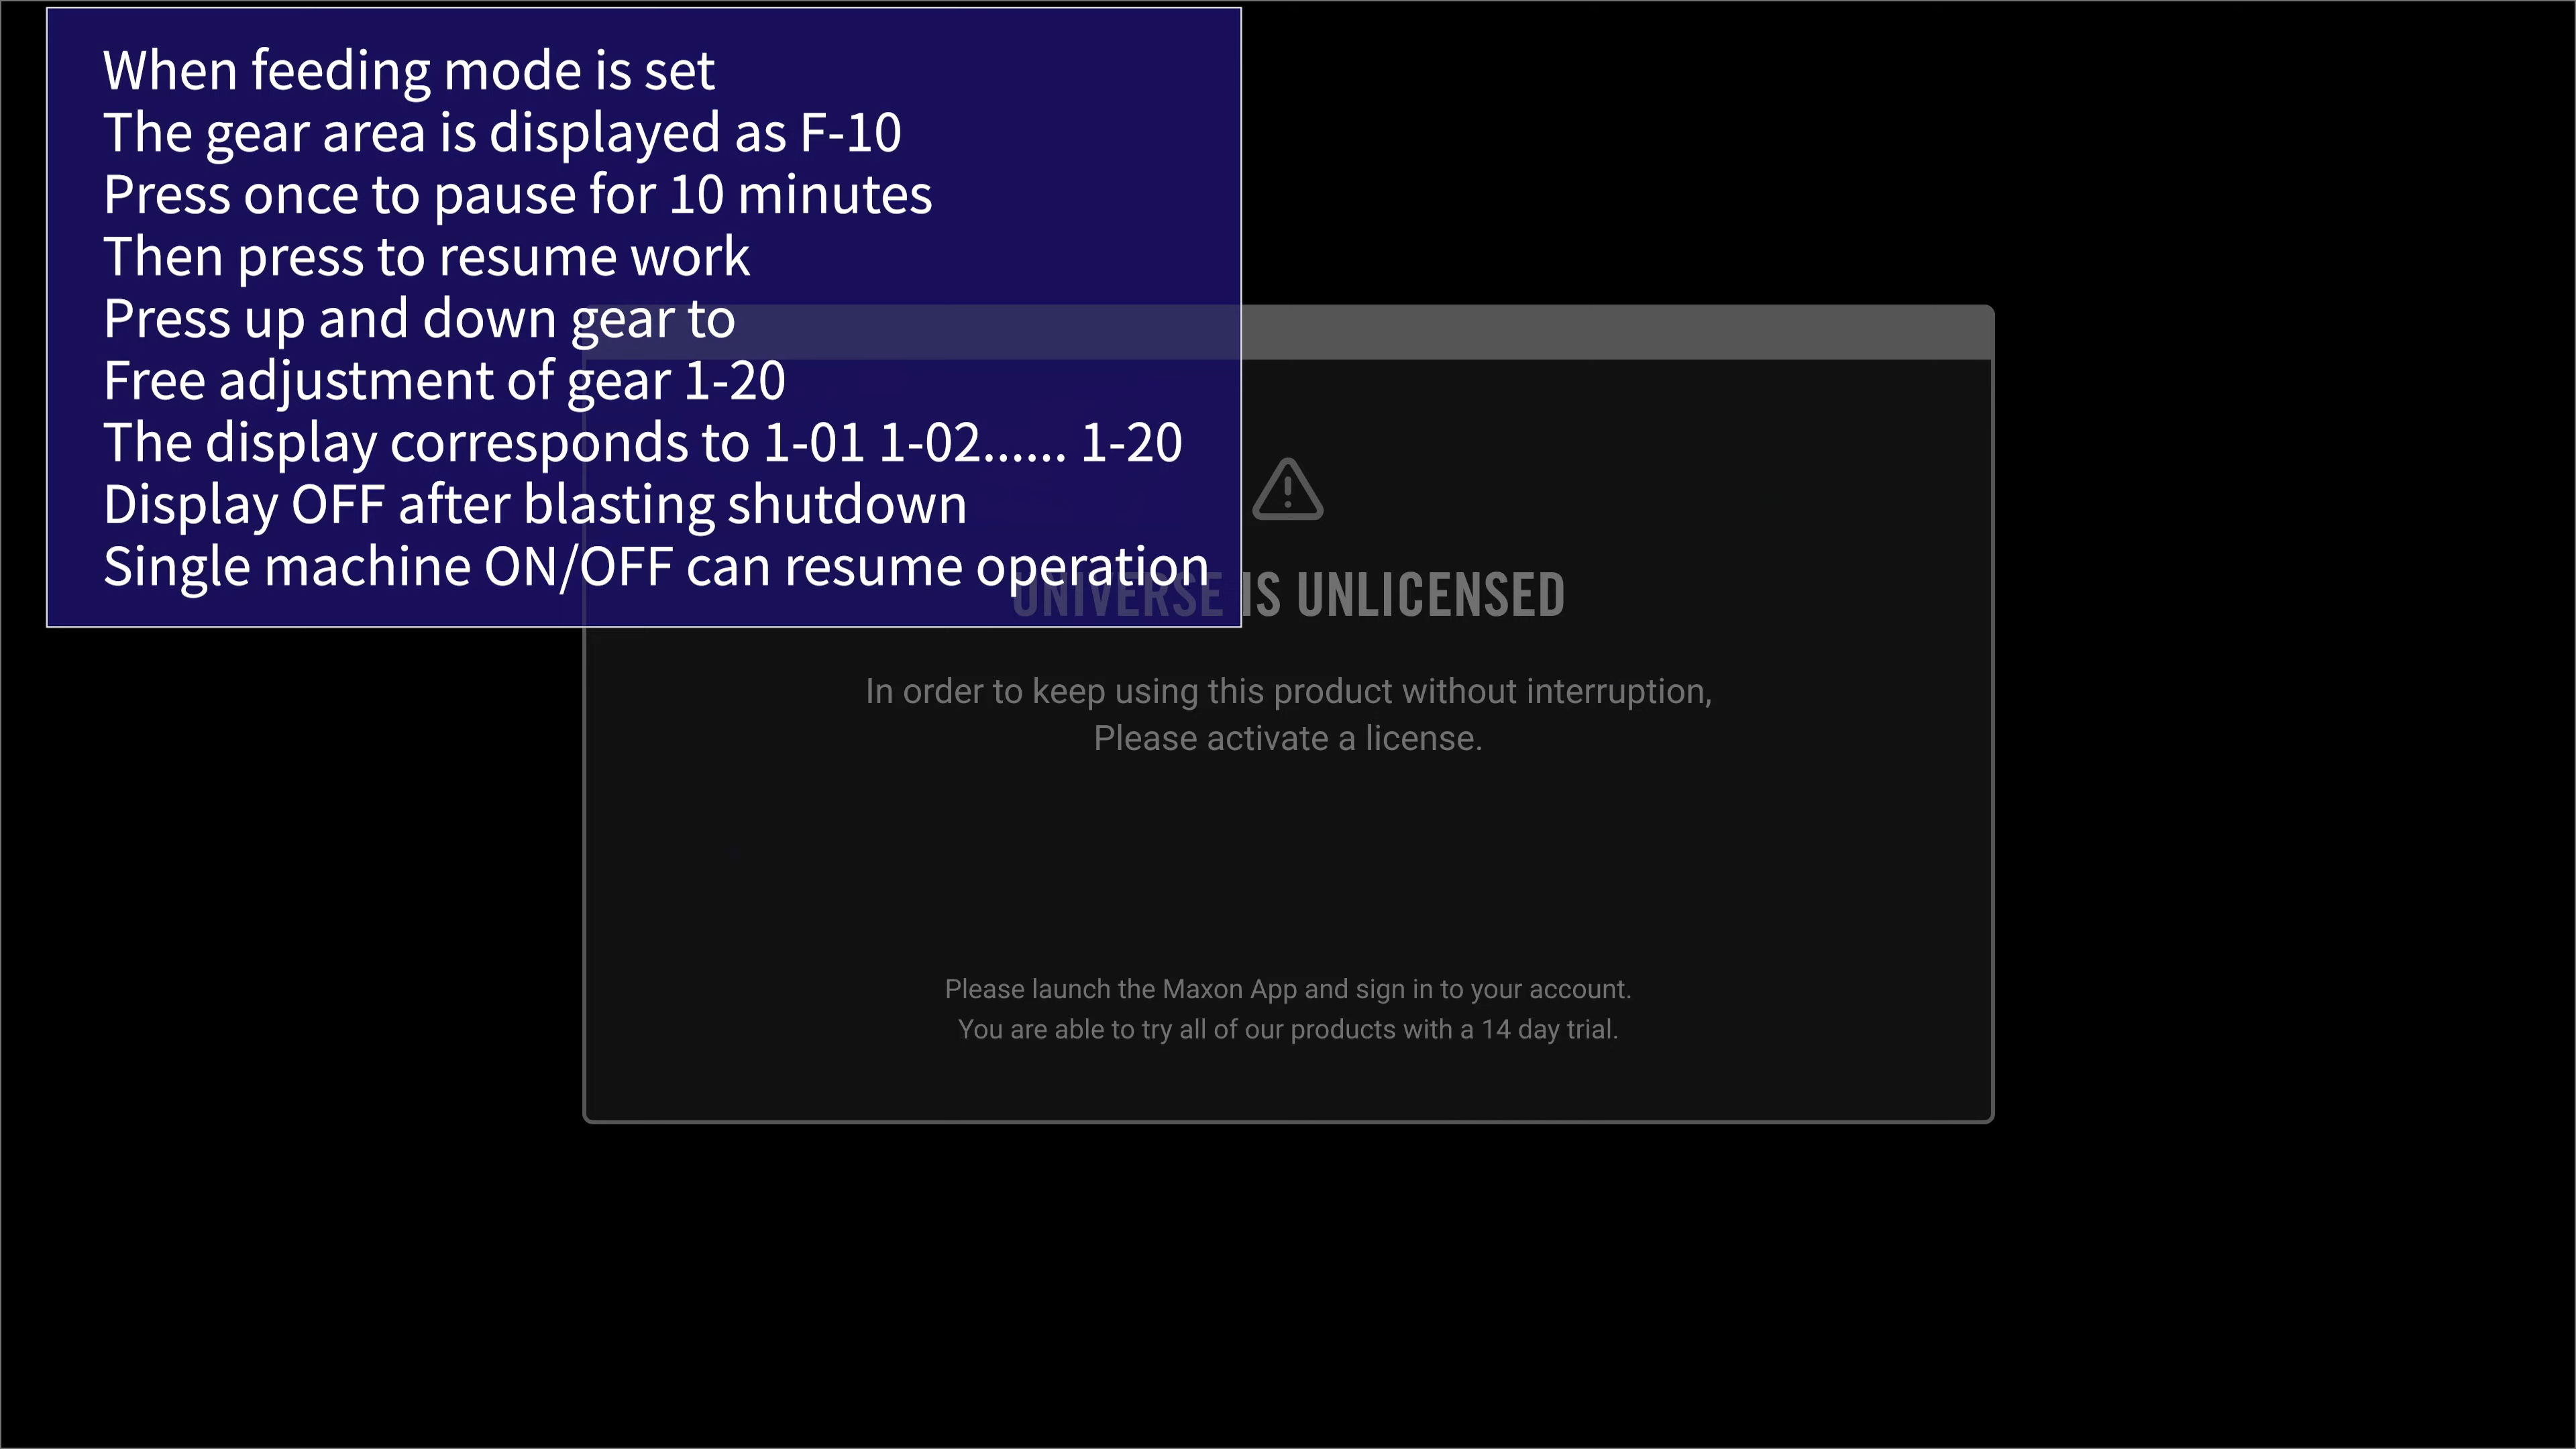 When feeding mode is set
The gear area is displayed as F-10
Press once to pause for 10 minutes
Then press to resume work
Press up and down gear to
Free adjustment of gear 1-20
The display corresponds to 1-01 1-02...... 1-20
Display OFF after blasting shutdown
Single machine ON/OFF can resume operation
UNIVERSE IS UNLICENSED
In order to keep using this product without interruption,
Please activate a license.
Please launch the Maxon App and sign in to your account.
You are able to try all of our products with a 14 day trial.